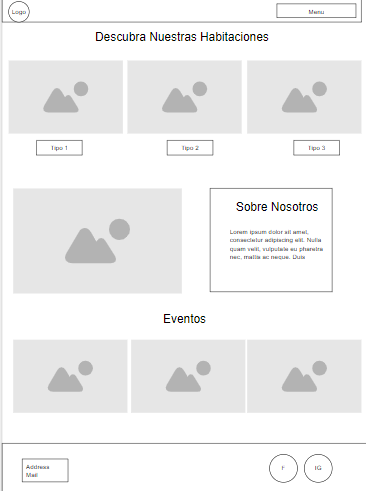 Logo
Menu
Descubra Nuestras Habitaciones
Tipo 1
Tipo 2
Tipo 3
Sobre Nosotros
Lorem ipsum dolor sit amet,
consectetur adipiscing elit. Nulla
quam velit, vulputate eu pharetra
nec, mattis ac neque. Duis
Eventos
Address
Mail
F
IG